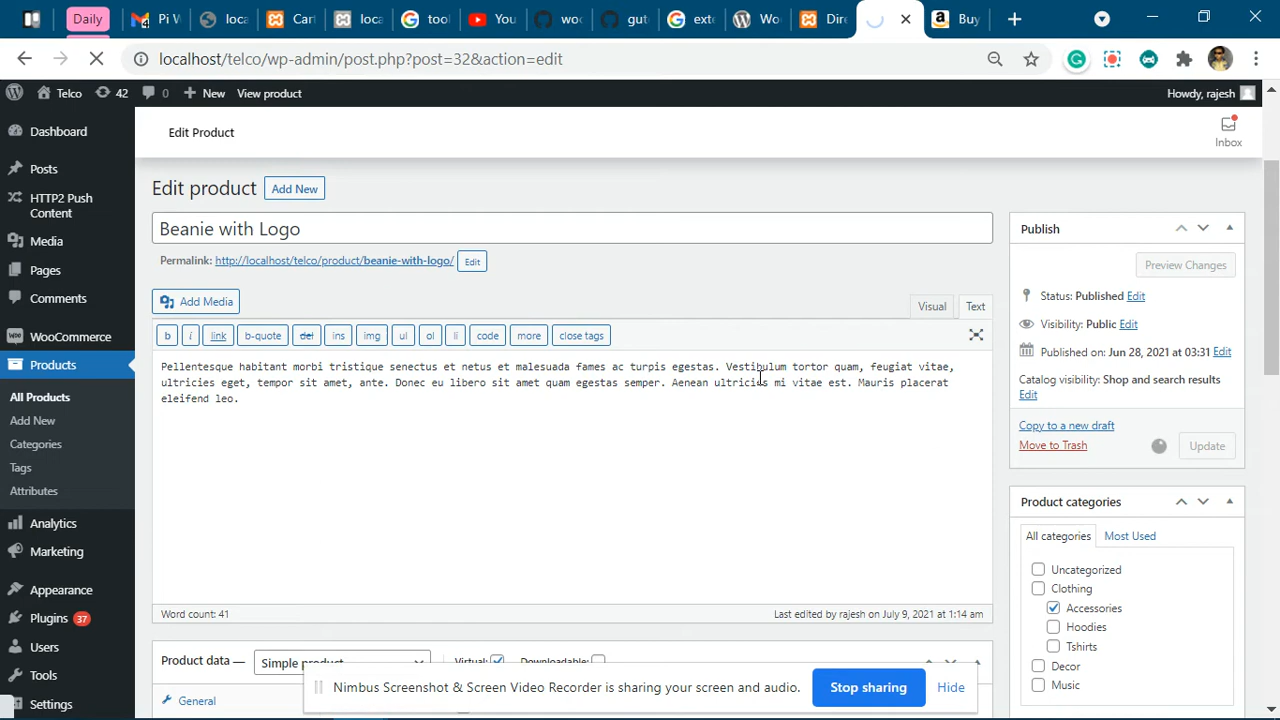 Daily
Pi W
loca
Cart
loca
tool
You
woo
gute
exte
Wo
Dire
Buy
localhost/telco/wp-admin/post.php?post=32&action=edit
Telco
42
0
+ New
View product
Howdy, rajesh
Dashboard
Posts
HTTP2 Push
Content
Media
Pages
Comments
WooCommerce
Products
All Products
Add New
Categories
Tags
Attributes
Analytics
Marketing
Appearance
Plugins 37
Users
Tools
Settings
Edit Product
Inbox
Edit product
Add New
Beanie with Logo
Permalink: http://localhost/telco/product/beanie-with-logo/ Edit
Add Media
Visual
Text
b
i
link
b-quote
del
ins
img
ul
ol
li
code
more
close tags
Pellentesque habitant morbi tristique senectus et netus et malesuada fames ac turpis egestas. Vestibulum tortor quam, feugiat vitae,
ultricies eget, tempor sit amet, ante. Donec eu libero sit amet quam egestas semper. Aenean ultricies mi vitae est. Mauris placerat
eleifend leo.
Word count: 41
Last edited by rajesh on July 9, 2021 at 1:14 am
Product data —
Simple product
Virtual:
Downloadable:
General
Publish
Preview Changes
Status: Published Edit
Visibility: Public Edit
Published on: Jun 28, 2021 at 03:31 Edit
Catalog visibility: Shop and search results
Edit
Copy to a new draft
Move to Trash
Update
Product categories
All categories
Most Used
Uncategorized
Clothing
Accessories
Hoodies
Tshirts
Decor
Music
Nimbus Screenshot & Screen Video Recorder is sharing your screen and audio.
Stop sharing
Hide